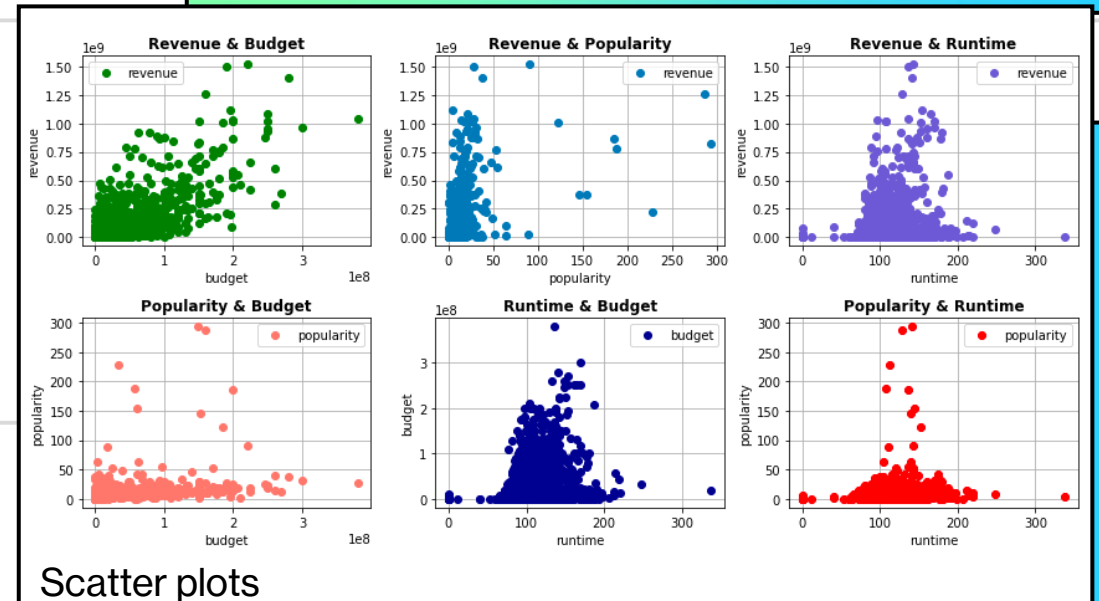 Revenue & Budget
1e9
revenue
1.50
1.25
1.00
0.75
0.50
0.25
0.00
revenue
0 1 2 3
budget
1e8
Revenue & Popularity
1e9
revenue
1.50
1.25
1.00
0.75
0.50
0.25
0.00
revenue
0 50 100 150 200 250 300
popularity
Revenue & Runtime
1e9
revenue
1.50
1.25
1.00
0.75
0.50
0.25
0.00
revenue
0 100 200 300
runtime
Popularity & Budget
popularity
300
250
200
150
100
50
0
popularity
0 1 2 3
budget
1e8
Runtime & Budget
1e8
budget
3
2
1
0
budget
0 100 200 300
runtime
Popularity & Runtime
popularity
300
250
200
150
100
50
0
popularity
0 100 200 300
runtime
Scatter plots